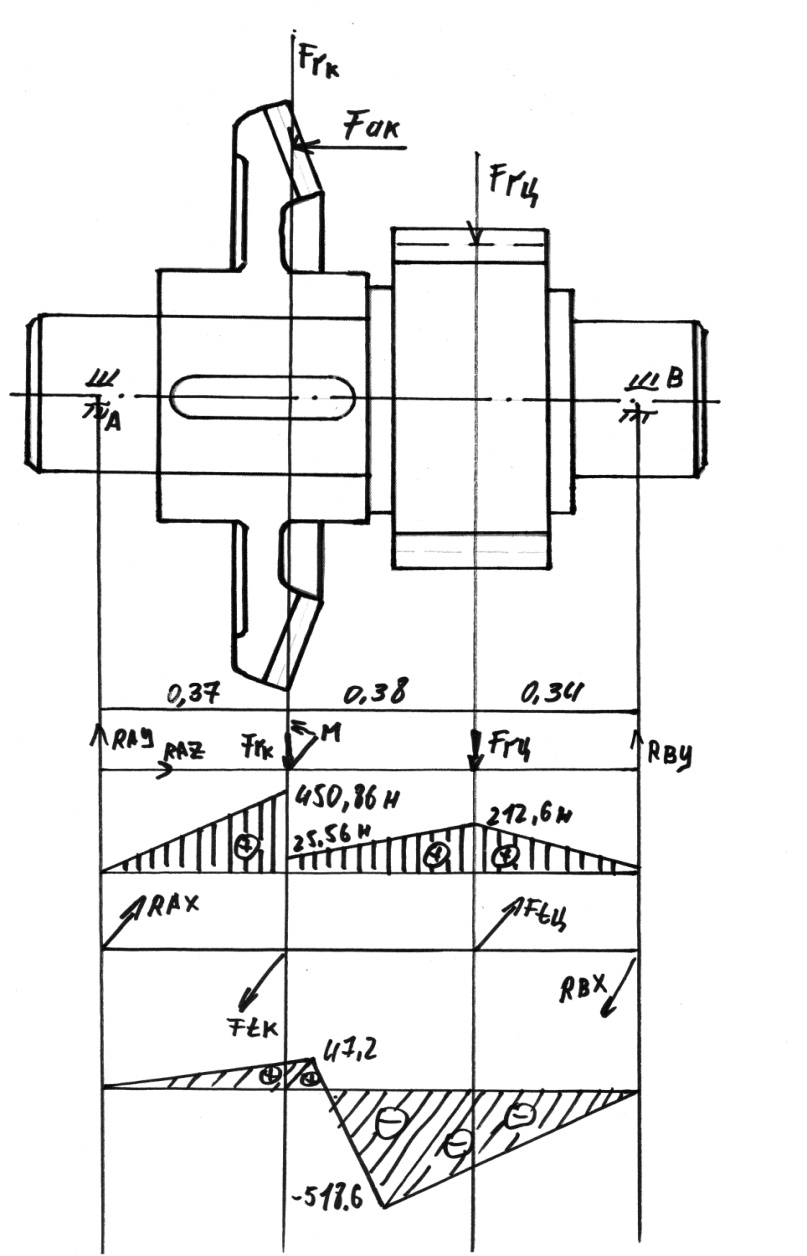 Frк
Fак
Frц
A
B
0,37
0,38
0,34
RAy
RAZ
Frк
M
Frц
RBy
450,86 н
25.56 н
212,6 н
+
+
+
RAX
Ftц
Ftк
RBX
47,2
+
+
-
-
-
-518.6